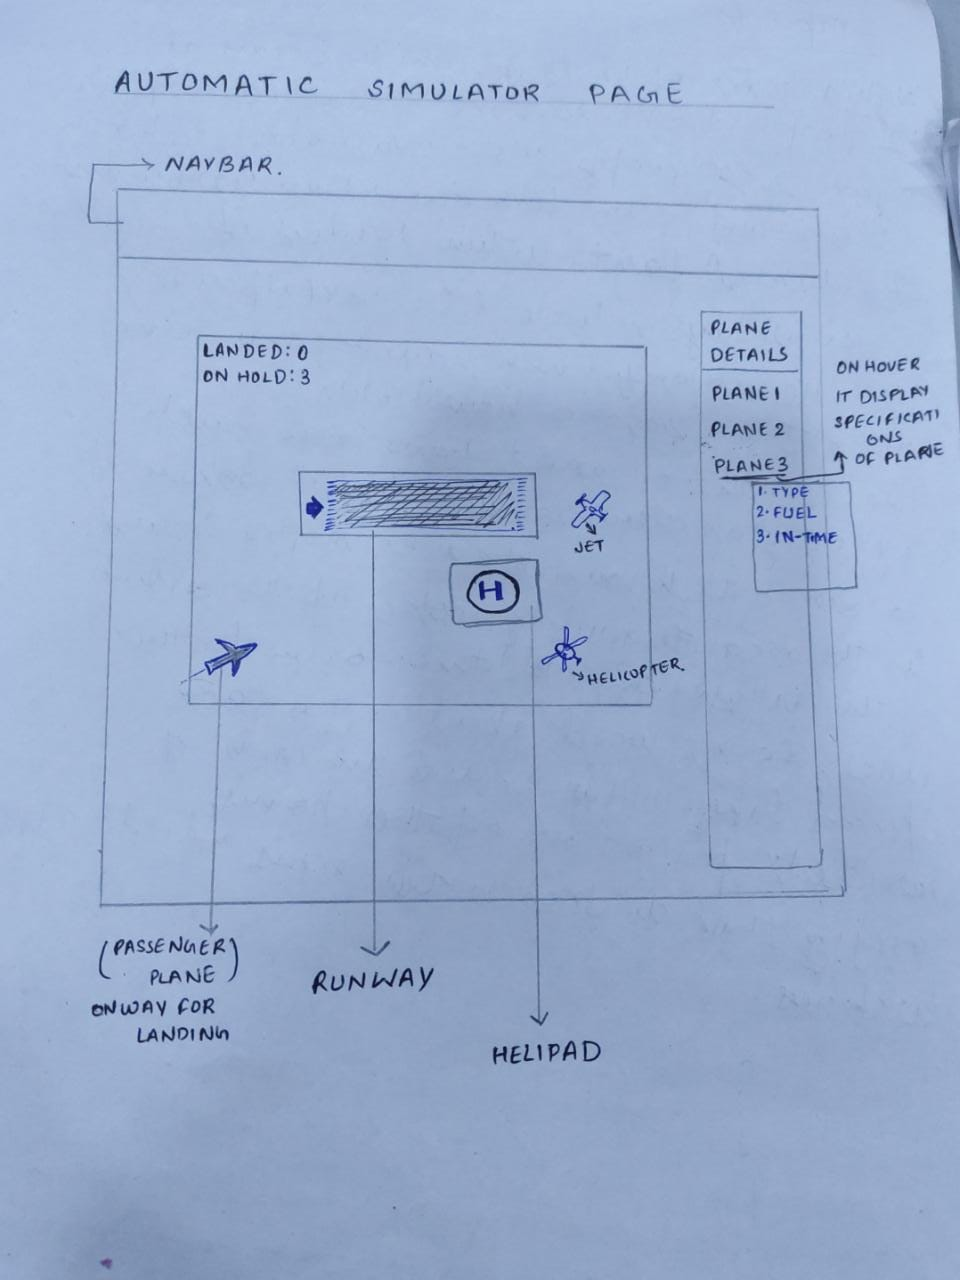 AUTOMATIC SIMULATOR PAGE
NAVBAR.
LANDED: 0
ON HOLD: 3
PLANE
DETAILS
PLANE 1
PLANE 2
PLANE 3
ON HOVER
IT DISPLAY
SPECIFICATI
ONS
OF PLANE
1. TYPE
2. FUEL
3. IN-TIME
JET
H
HELICOPTER
(PASSENGER
PLANE)
ONWAY FOR
LANDING
RUNWAY
HELIPAD